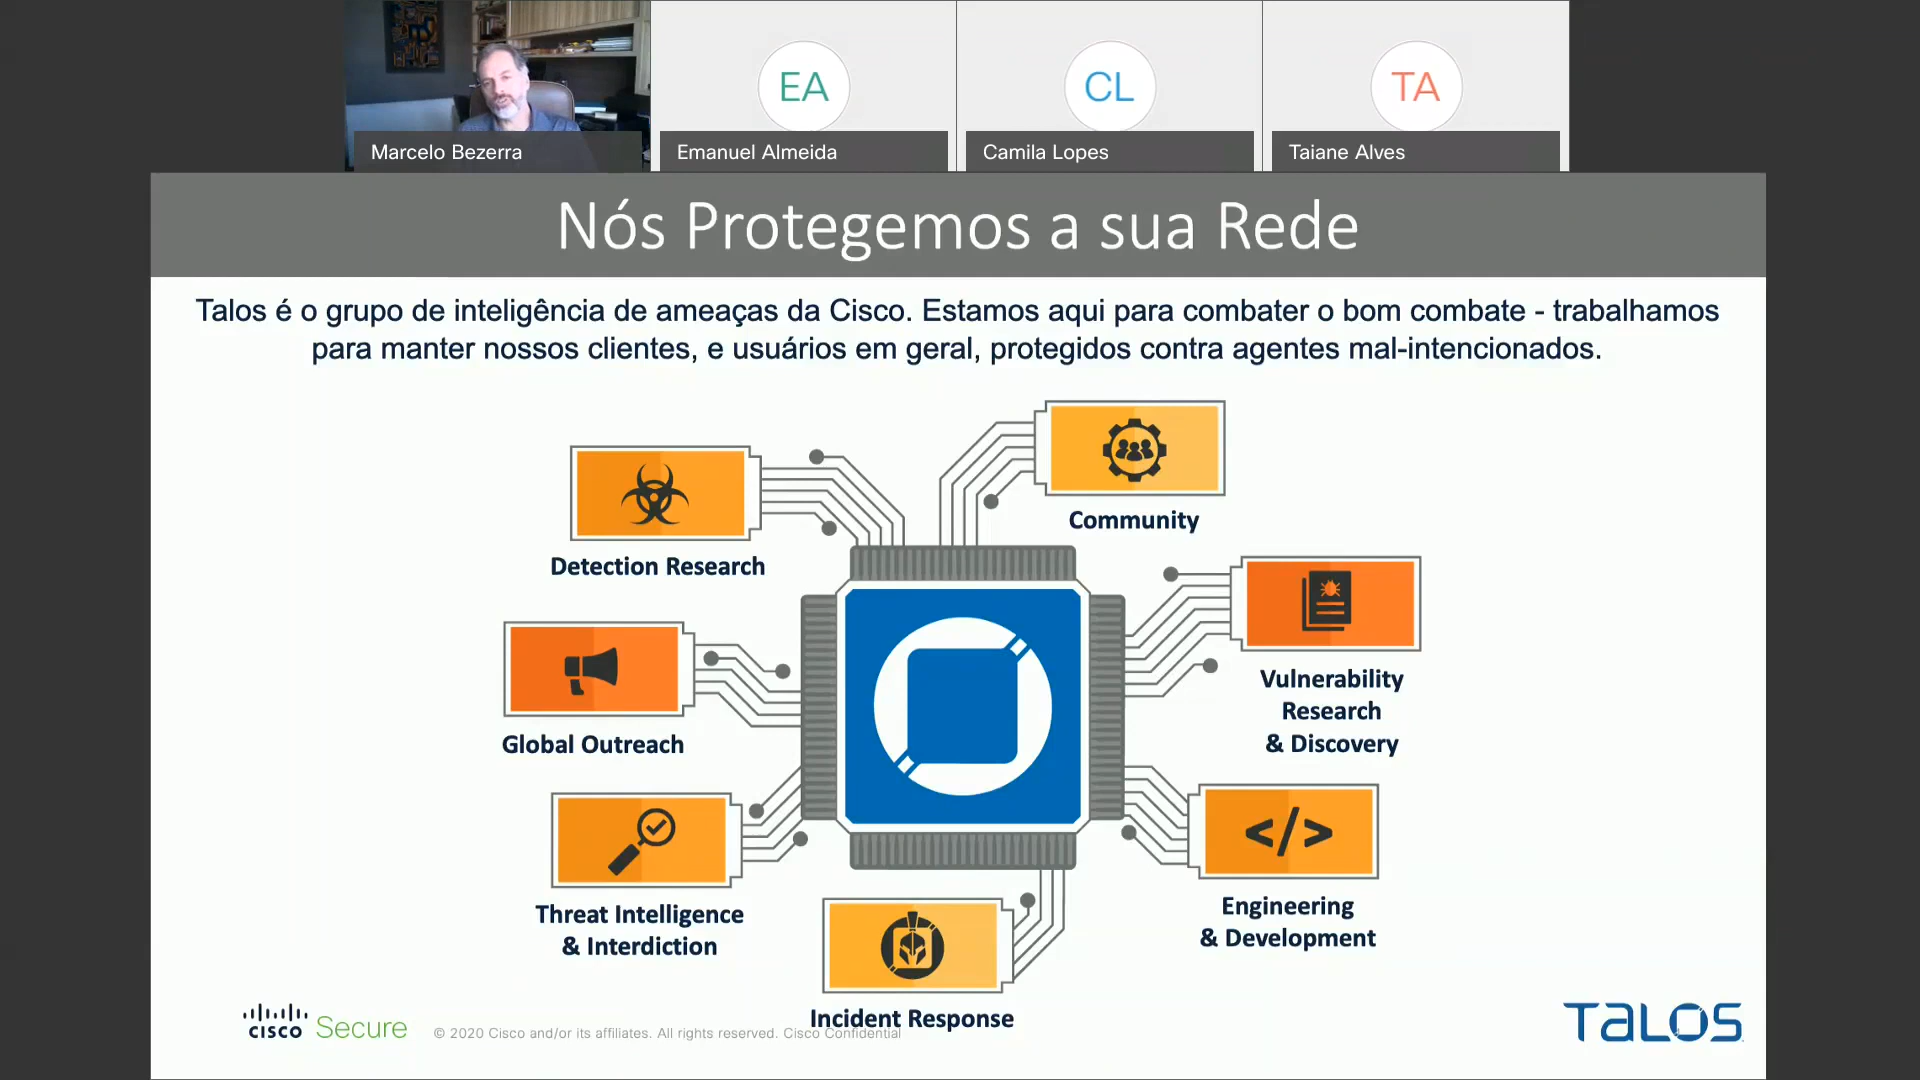 EA
CL
TA
Marcelo Bezerra
Emanuel Almeida
Camila Lopes
Taiane Alves
Nós Protegemos a sua Rede
Talos é o grupo de inteligência de ameaças da Cisco. Estamos aqui para combater o bom combate - trabalhamos
para manter nossos clientes, e usuários em geral, protegidos contra agentes mal-intencionados.
Community
Detection Research
Vulnerability
Research
& Discovery
Global Outreach
</>
Threat Intelligence
& Interdiction
Engineering
& Development
Incident Response
cisco Secure
© 2020 Cisco and/or its affiliates. All rights reserved. Cisco Confidential
TALOS